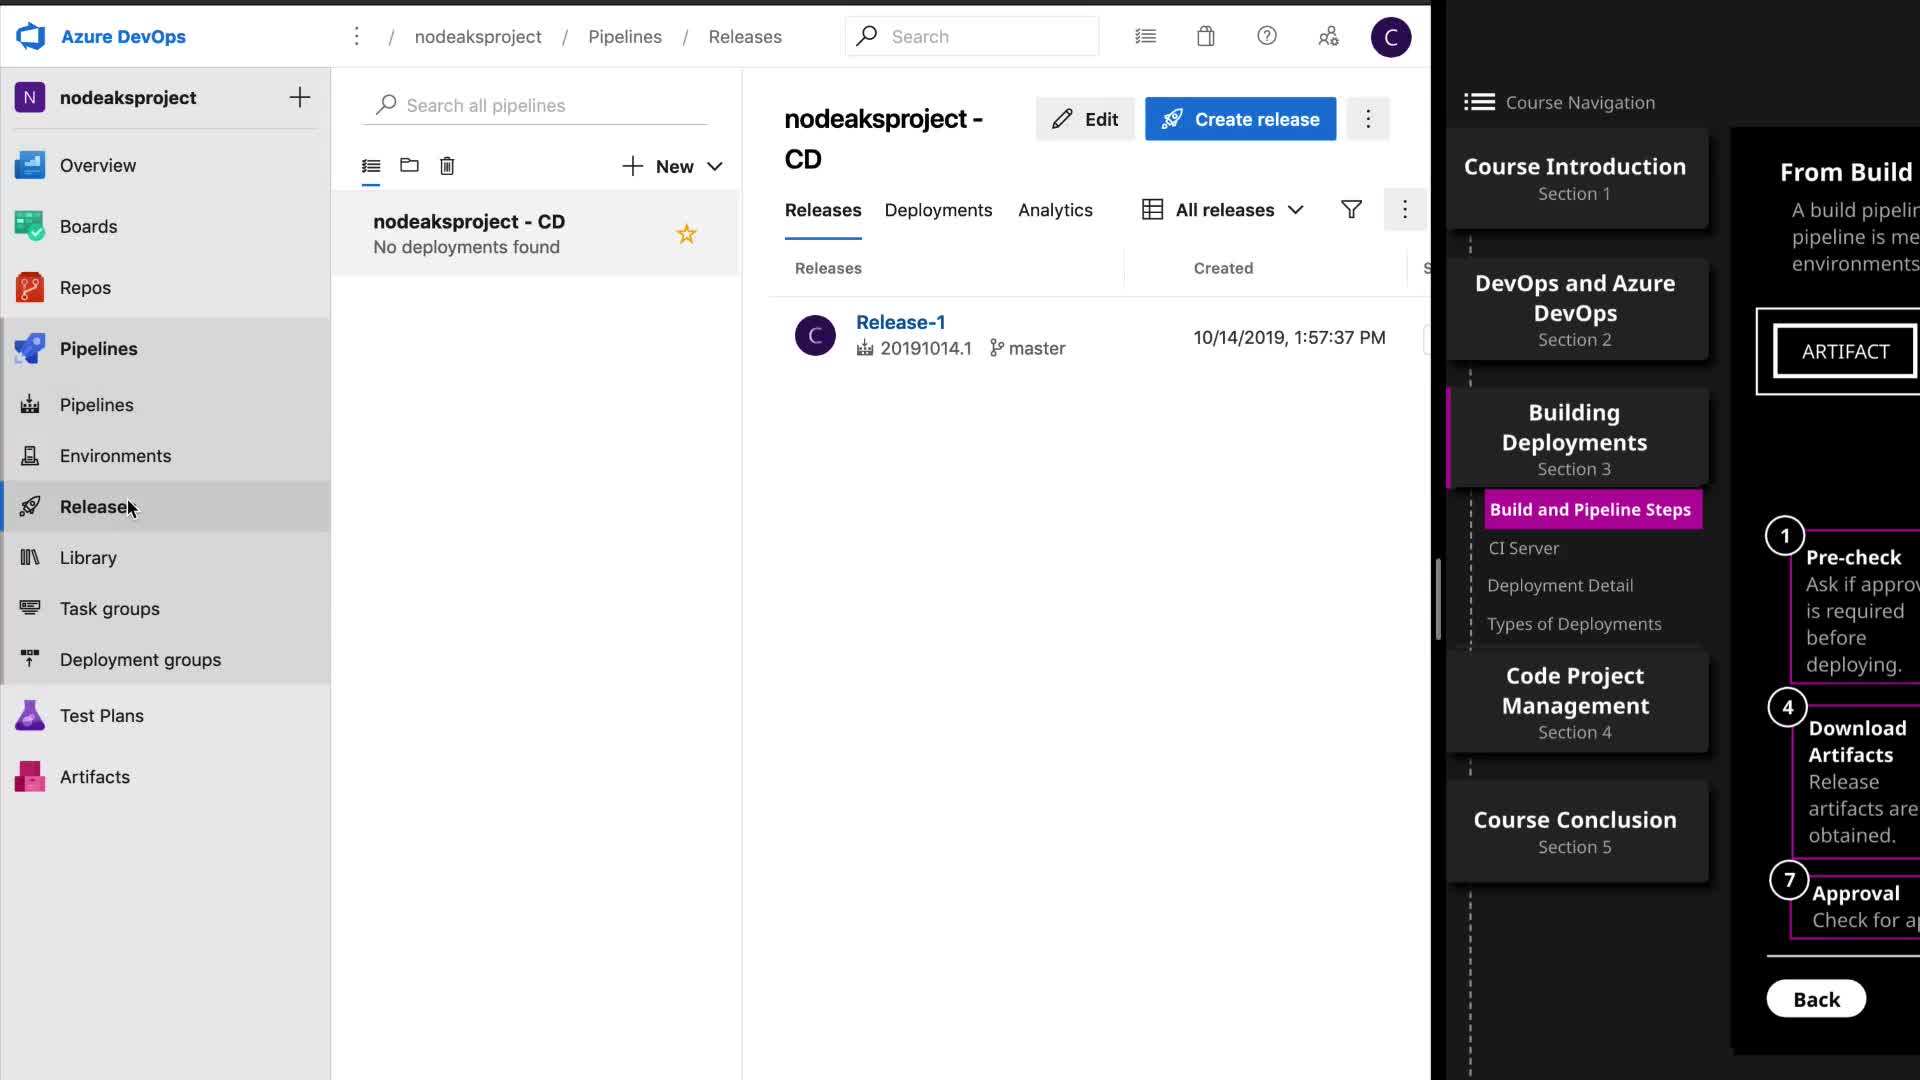 Azure DevOps
/ nodeaksproject / Pipelines / Releases
Search
C
N
nodeaksproject
Overview
Boards
Repos
Pipelines
Pipelines
Environments
Releases
Library
Task groups
Deployment groups
Test Plans
Artifacts
Search all pipelines
New
nodeaksproject - CD
No deployments found
nodeaksproject -
CD
Edit
Create release
Releases
Deployments
Analytics
All releases
Releases
Created
S
C
Release-1
20191014.1
master
10/14/2019, 1:57:37 PM
Course Navigation
Course Introduction
Section 1
DevOps and Azure
DevOps
Section 2
Building
Deployments
Section 3
Build and Pipeline Steps
CI Server
Deployment Detail
Types of Deployments
Code Project
Management
Section 4
Course Conclusion
Section 5
From Build
A build pipelin
pipeline is me
environments
ARTIFACT
1
Pre-check
Ask if approv
is required
before
deploying.
4
Download
Artifacts
Release
artifacts are
obtained.
7
Approval
Check for ap
Back